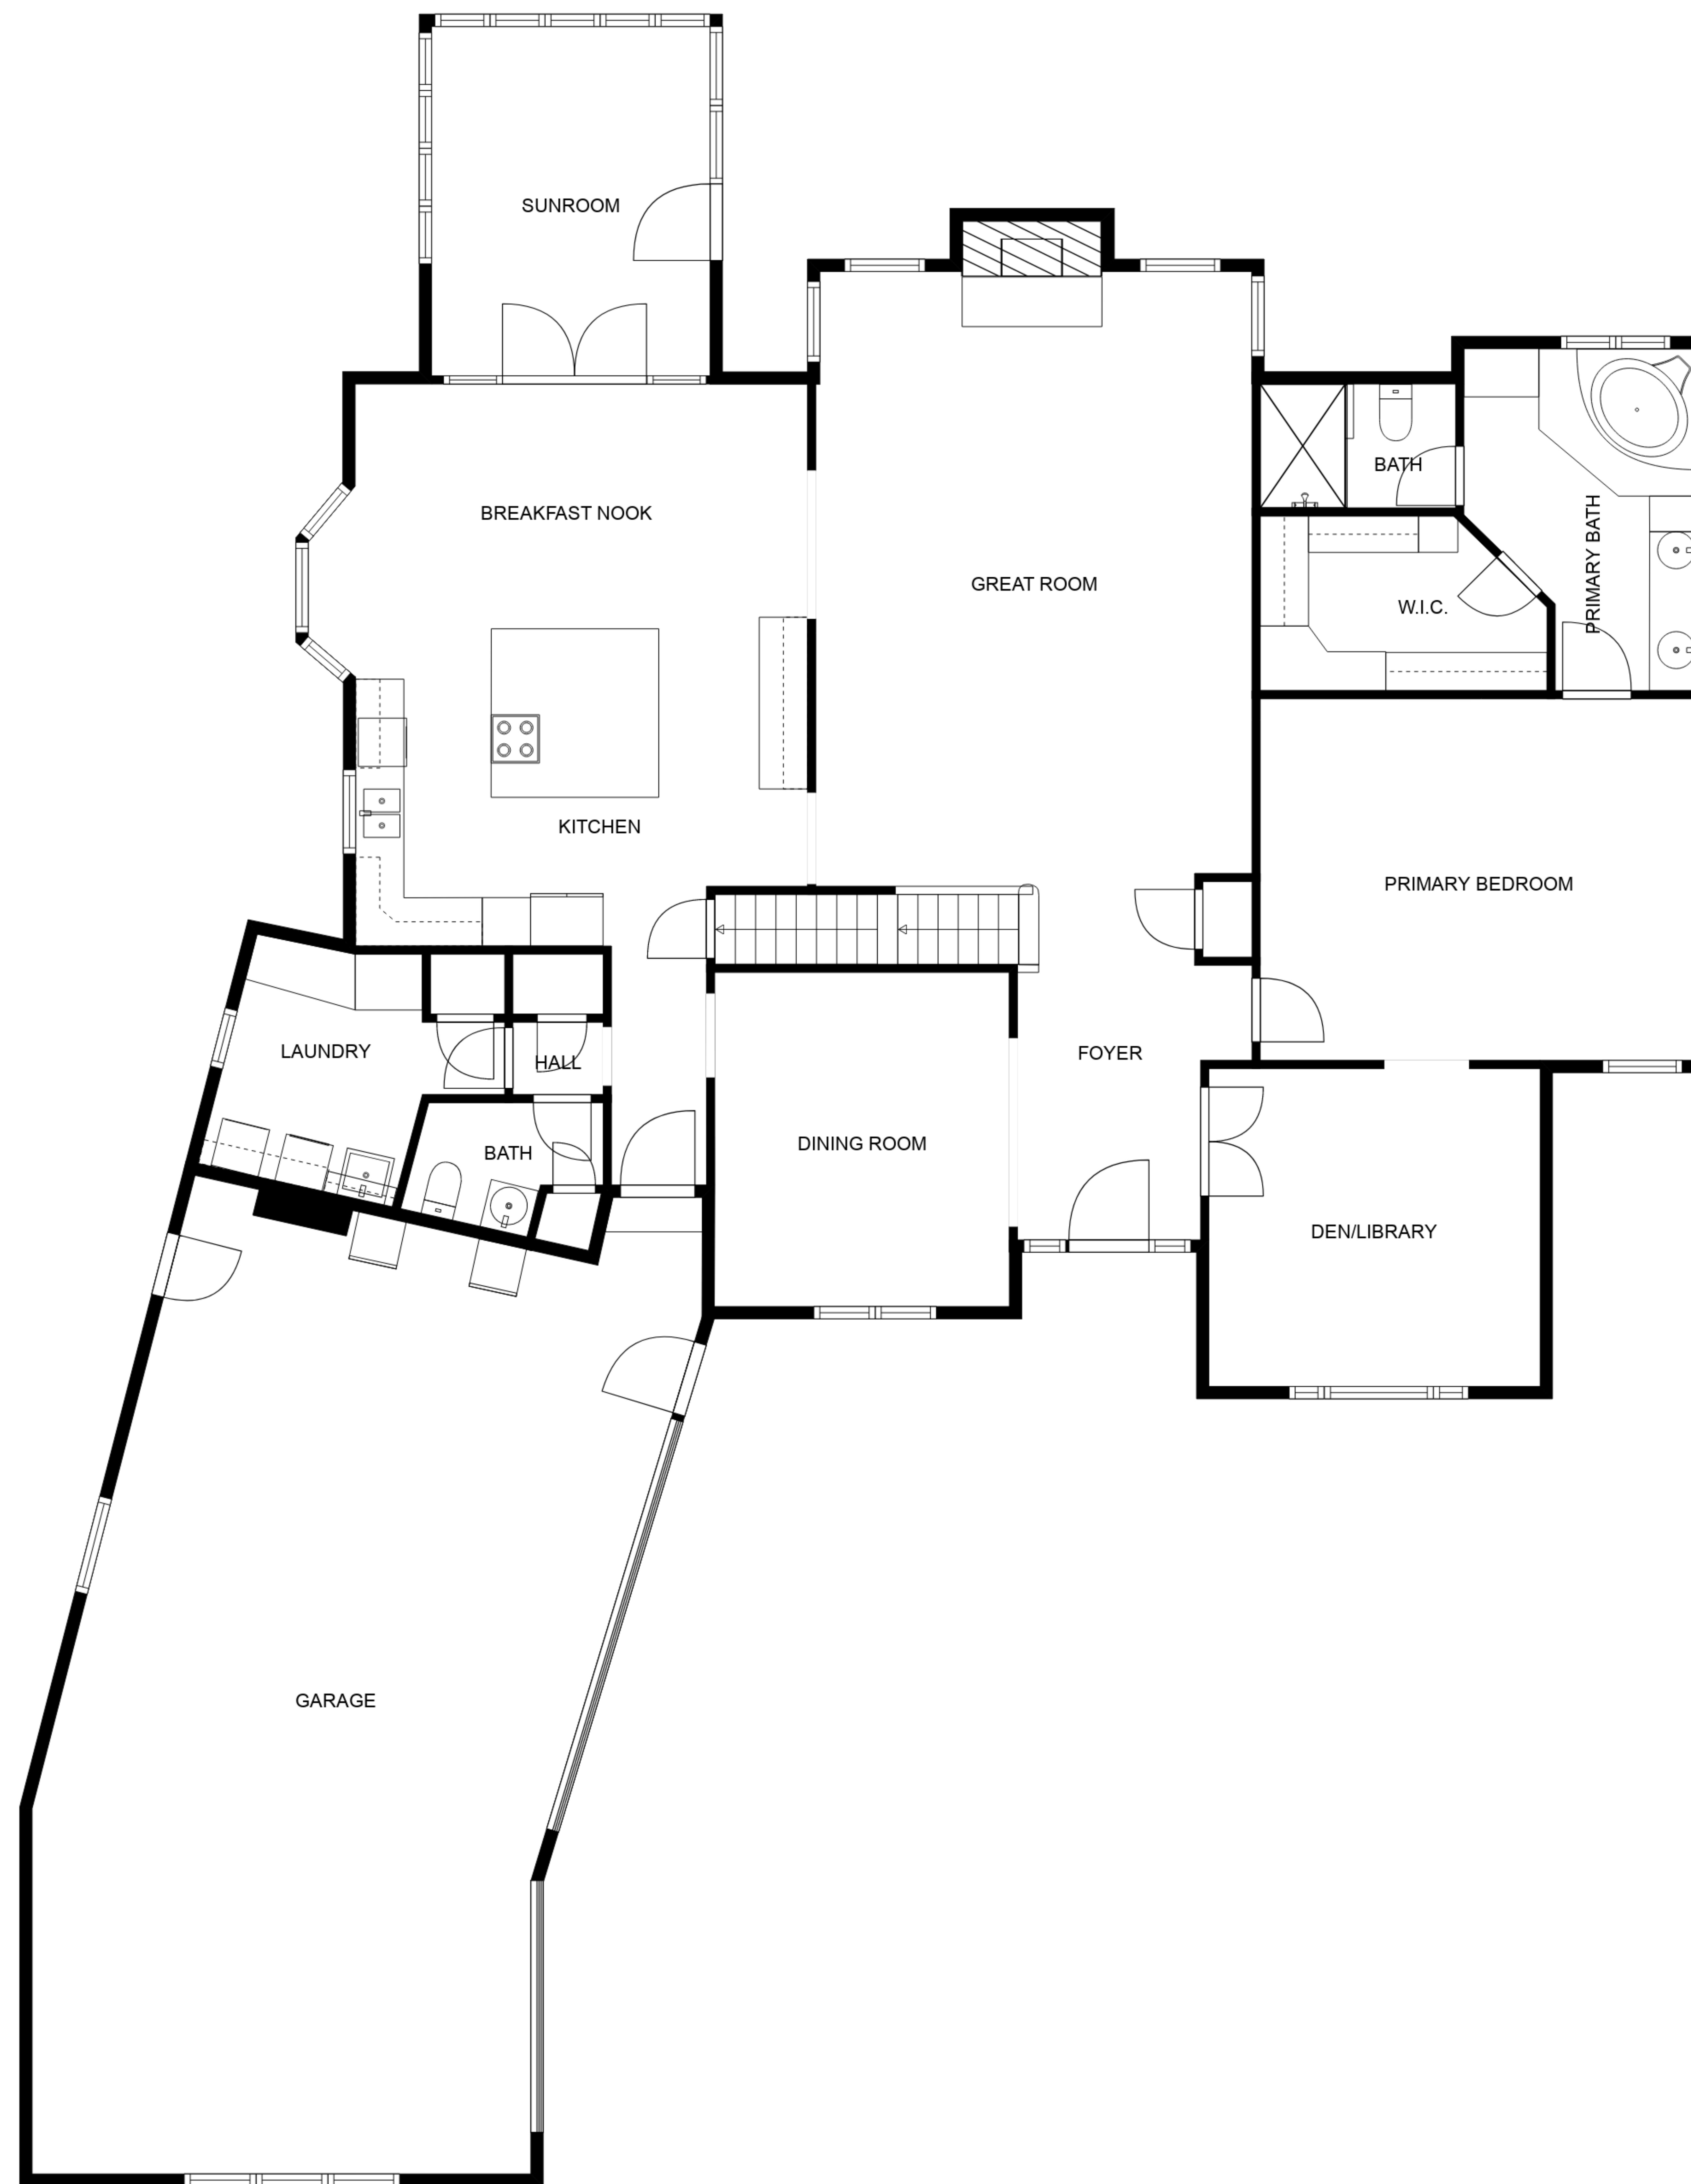 SUNROOM
BREAKFAST NOOK
GREAT ROOM
BATH
PRIMARY BATH
W.I.C.
KITCHEN
PRIMARY BEDROOM
LAUNDRY
HALL
FOYER
BATH
DINING ROOM
DEN/LIBRARY
GARAGE